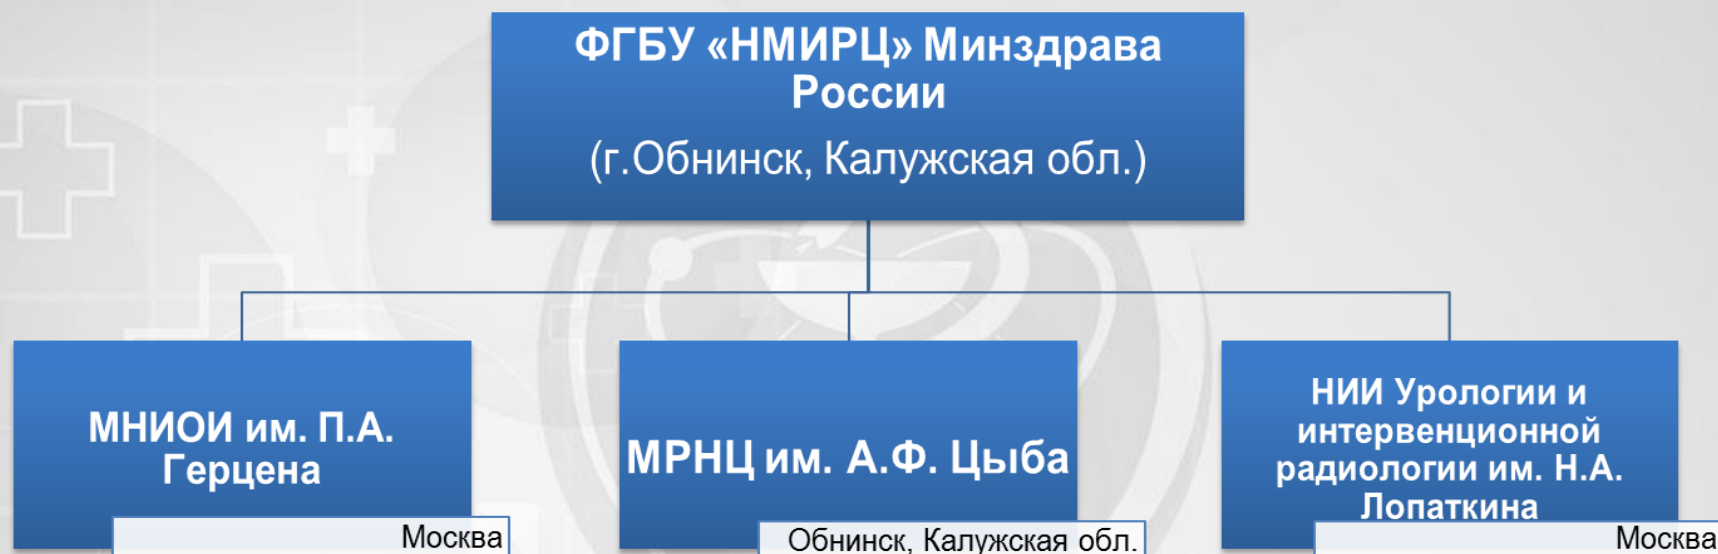 ФГБУ «НМИРЦ» Минздрава
России
(г.Обнинск, Калужская обл.)
МНИОИ им. П.А.
Герцена
Москва
МРНЦ им. А.Ф. Цыба
Обнинск, Калужская обл.
НИИ Урологии и
интервенционной
радиологии им. Н.А.
Лопаткина
Москва